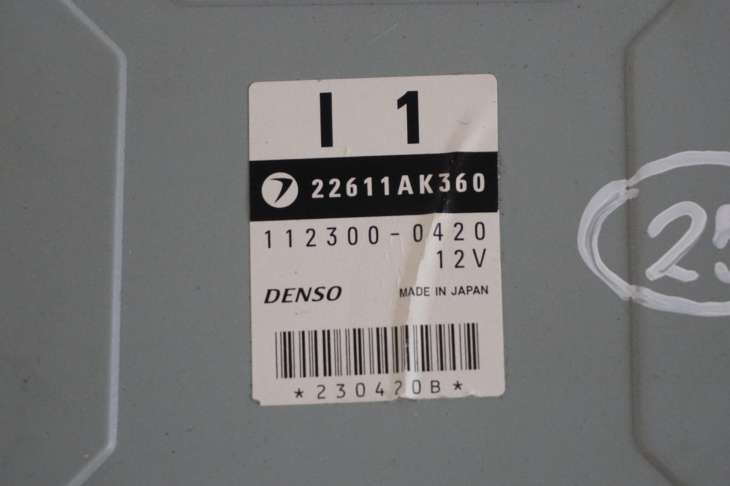 I 1
22611AK360
112300-0420
12V
DENSO MADE IN JAPAN
*230420B*